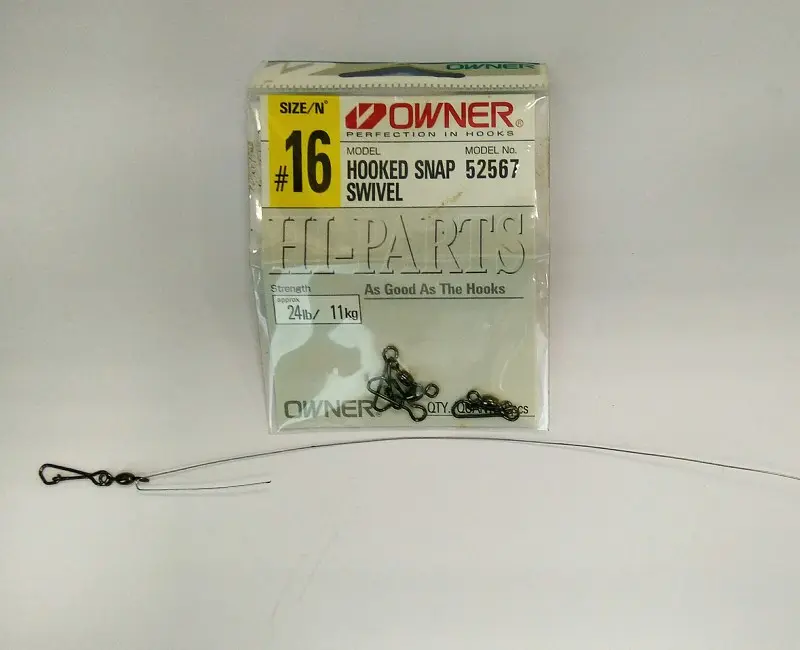 OWNER
SIZE/N°
#16
OWNER®
PERFECTION IN HOOKS
MODEL
MODEL No.
HOOKED SNAP 52567
SWIVEL
HI-PARTS
Strength
As Good As The Hooks
approx
24lb/ 11kg
OWNER
QTY.